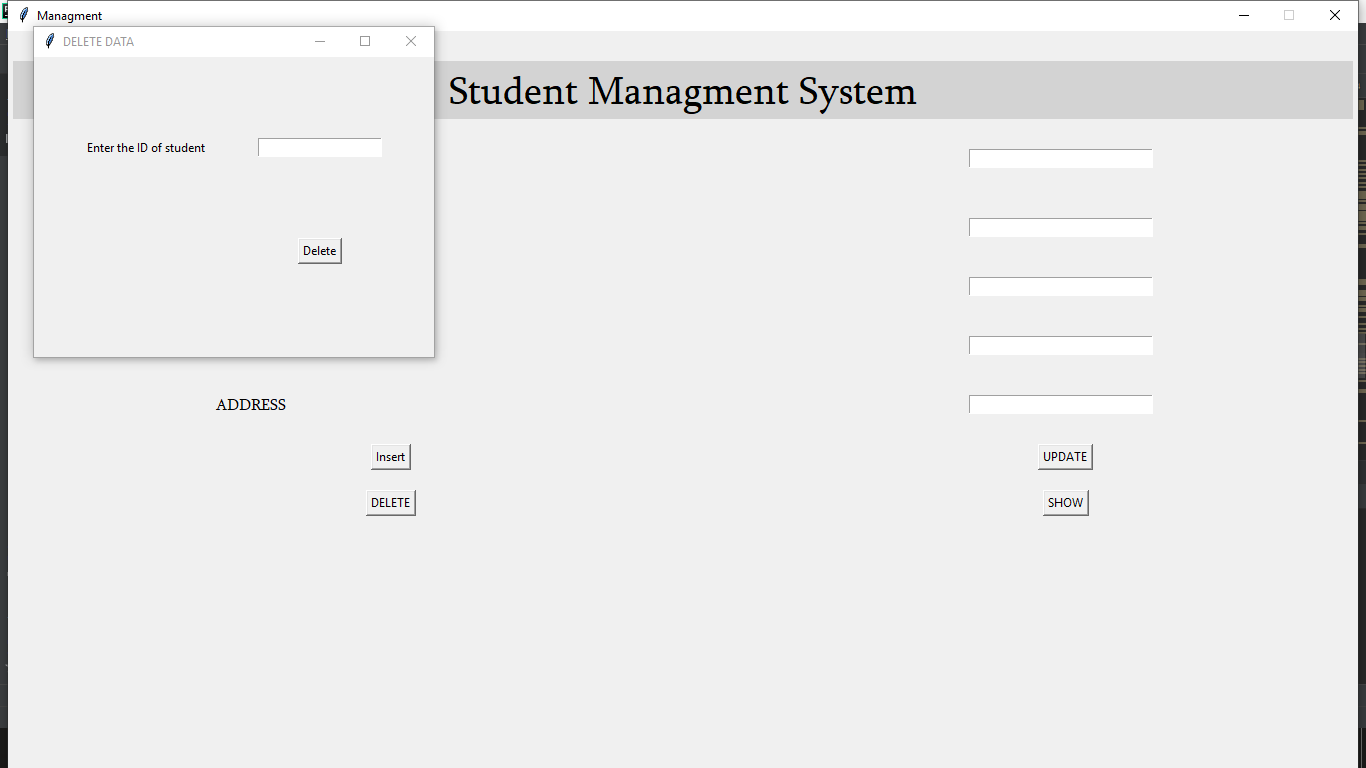 Managment
DELETE DATA
Student Managment System
Enter the ID of student
Delete
ADDRESS
Insert
UPDATE
DELETE
SHOW